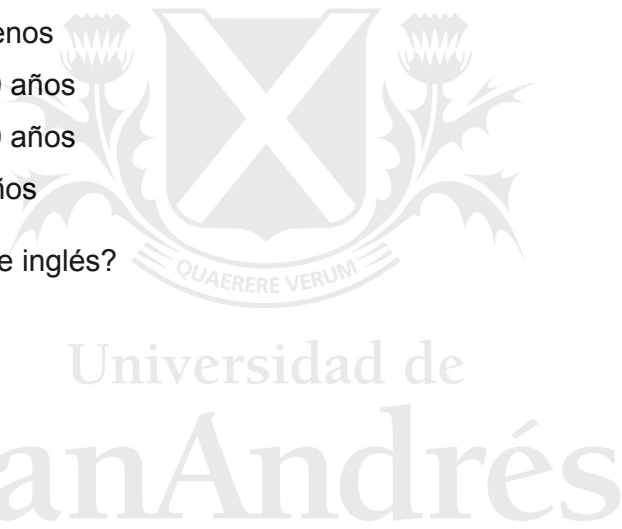 enos
años
años
ños
e inglés?
QUAERERE VERUM
Universidad de
anAndrés